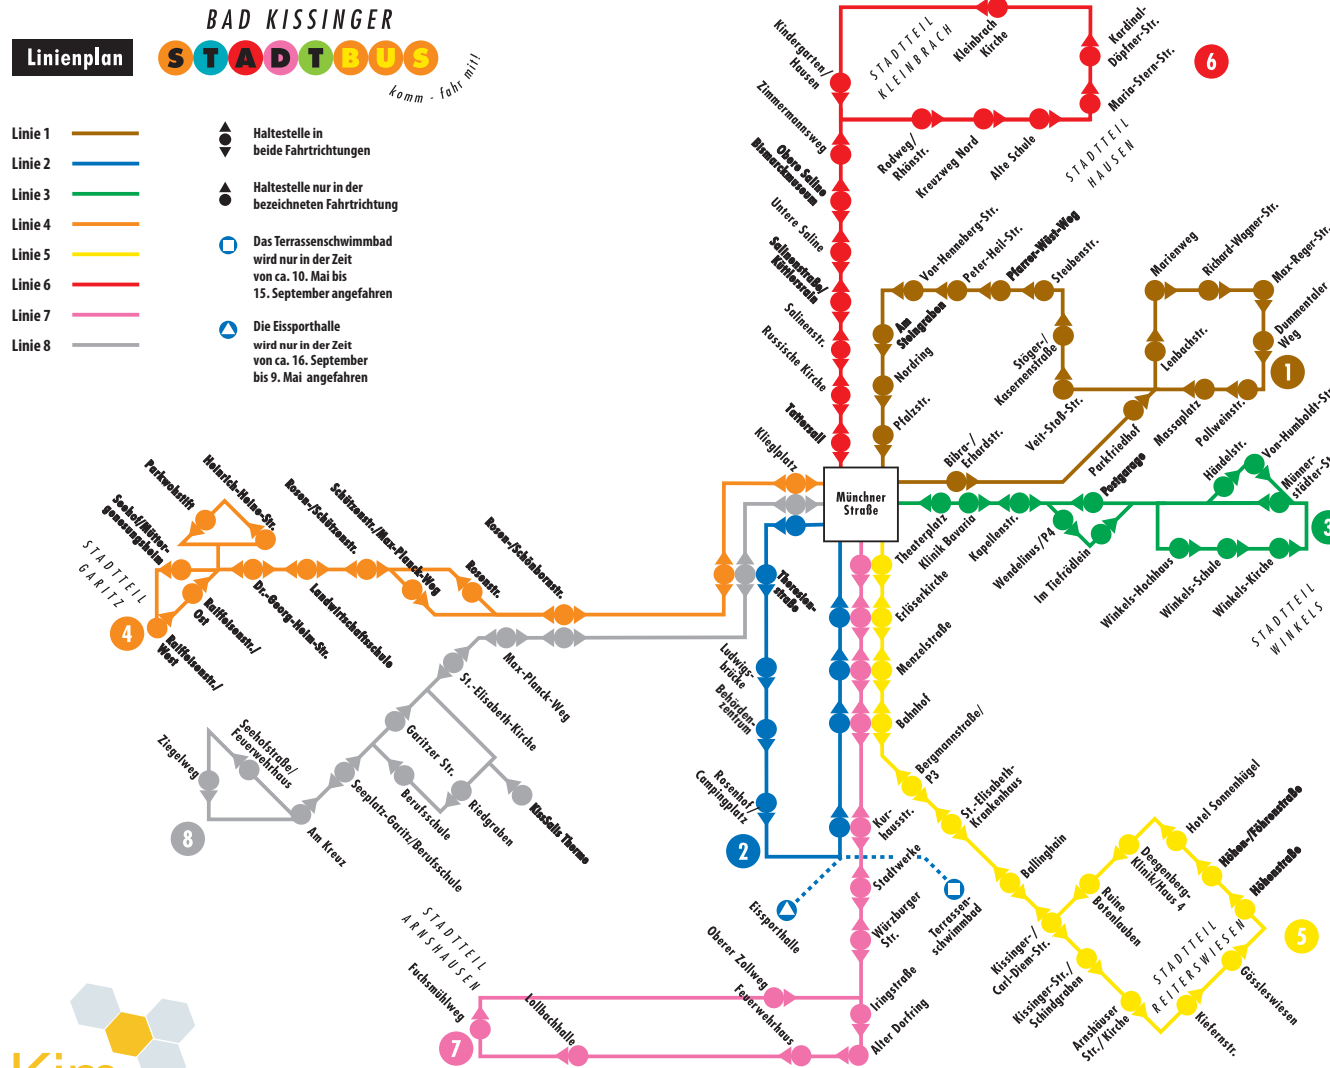 BAD KISSINGER
Linienplan
STADTBUS
komm - fahr mit!
Linie 1
Linie 2
Linie 3
Linie 4
Linie 5
Linie 6
Linie 7
Linie 8
Haltestelle in
beide Fahrtrichtungen
Haltestelle nur in der
bezeichneten Fahrtrichtung
Das Terrassenschwimmbad
wird nur in der Zeit
von ca. 10. Mai bis
15. September angefahren
Die Eissporthalle
wird nur in der Zeit
von ca. 16. September
bis 9. Mai angefahren
Kindergarten/
Hausen
STADTTEIL
KLEINBRACH
Kleinbrach
Kirche
Kardinal-
Döpfner-Str.
Maria-Stern-Str.
6
Zimmermannsweg
Rodweg/
Rhönstr.
Kreuzweg Nord
Alte Schule
STADTTEIL
HAUSEN
Obere Saline
Bismarckmuseum
Untere Saline
Salinenstraße/
Küttlersrain
Salinenstr.
Russische Kirche
Tattersall
Von-Henneberg-Str.
Peter-Heil-Str.
Pfarrer-Wüst-Weg
Steubenstr.
Am
Steingraben
Nordring
Pfalzstr.
Stöger-/
Kasernenstraße
Veit-Stoß-Str.
Marienweg
Richard-Wagner-Str.
Max-Reger-Str.
Dummentaler
Weg
Lenbachstr.
1
Massaplatz
Pollweinstr.
Parkfriedhof
Bibra-/
Erhardstr.
Klieglplatz
Münchner
Straße
Theaterplatz
Klinik Bavaria
Kapellenstr.
Wendelinus/P4
Im Tiefrödlein
Postgarage
Händelstr.
Von-Humboldt-Str.
Münner-
städter-St
3
Winkels-Hochhaus
Winkels-Schule
Winkels-Kirche
STADTTEIL
WINKELS
Parkwohstift
Heinrich-Heine-Str.
Seehof/Mütter-
genesungsheim
STADTTEIL
GARITZ
4
Raiffeisenstr./
West
Raiffeisenstr./
Ost
Dr.-Georg-Heim-Str.
Landwirtschaftsschule
Rosen-/Schützenstr.
Schützenstr./Max-Planck-Weg
Rosenstr.
Rosen-/Schönbornstr.
Theresien-
straße
Ludwigs-
brücke
Behörden-
zentrum
Rosenhof/
Campingplatz
2
Max-Planck-Weg
St.-Elisabeth-Kirche
Garitzer Str.
Seeplatz-Garitz/Berufsschule
Berufsschule
Riedgraben
KissSalis Therme
Am Kreuz
Seehofstraße/
Feuerwehrhaus
Ziegelweg
8
Erlöserkirche
Menzelstraße
Bahnhof
Bergmannstraße/
P3
St.-Elisabeth-
Krankenhaus
Ballinghain
Kissinger-/
Carl-Diem-Str.
Kissinger-Str./
Schindgraben
Arnshäuser
Str./Kirche
Kiefernstr.
Gössleswiesen
Höhenstraße
Höhen-/Föhrenstraße
Hotel Sonnenhügel
Deegenberg-
Klinik/Haus 4
Ruine
Botenlauben
STADTTEIL
REITERSWIESEN
5
Kur-
hausstr.
Stadtwerke
Würzburger
Str.
Eissporthalle
Terrassen-
schwimmbad
Iringstraße
Alter Dorfring
Feuerwehrhaus
Oberer Zollweg
Lollbachhalle
Fuchsmühlweg
STADTTEIL
ARNSHAUSEN
7